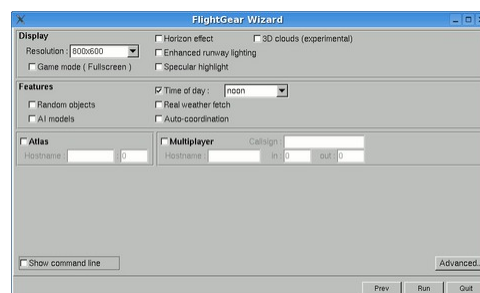 FlightGear Wizard
Display
Horizon effect
3D clouds (experimental)
Resolution : 800x600
Enhanced runway lighting
Game mode ( Fullscreen )
Specular highlight
Features
Time of day : noon
Random objects
Real weather fetch
AI models
Auto-coordination
Atlas
Multiplayer Callsign :
Hostname : : 0
Hostname : in : 0 out : 0
Show command line
Advanced...
Prev Run Quit